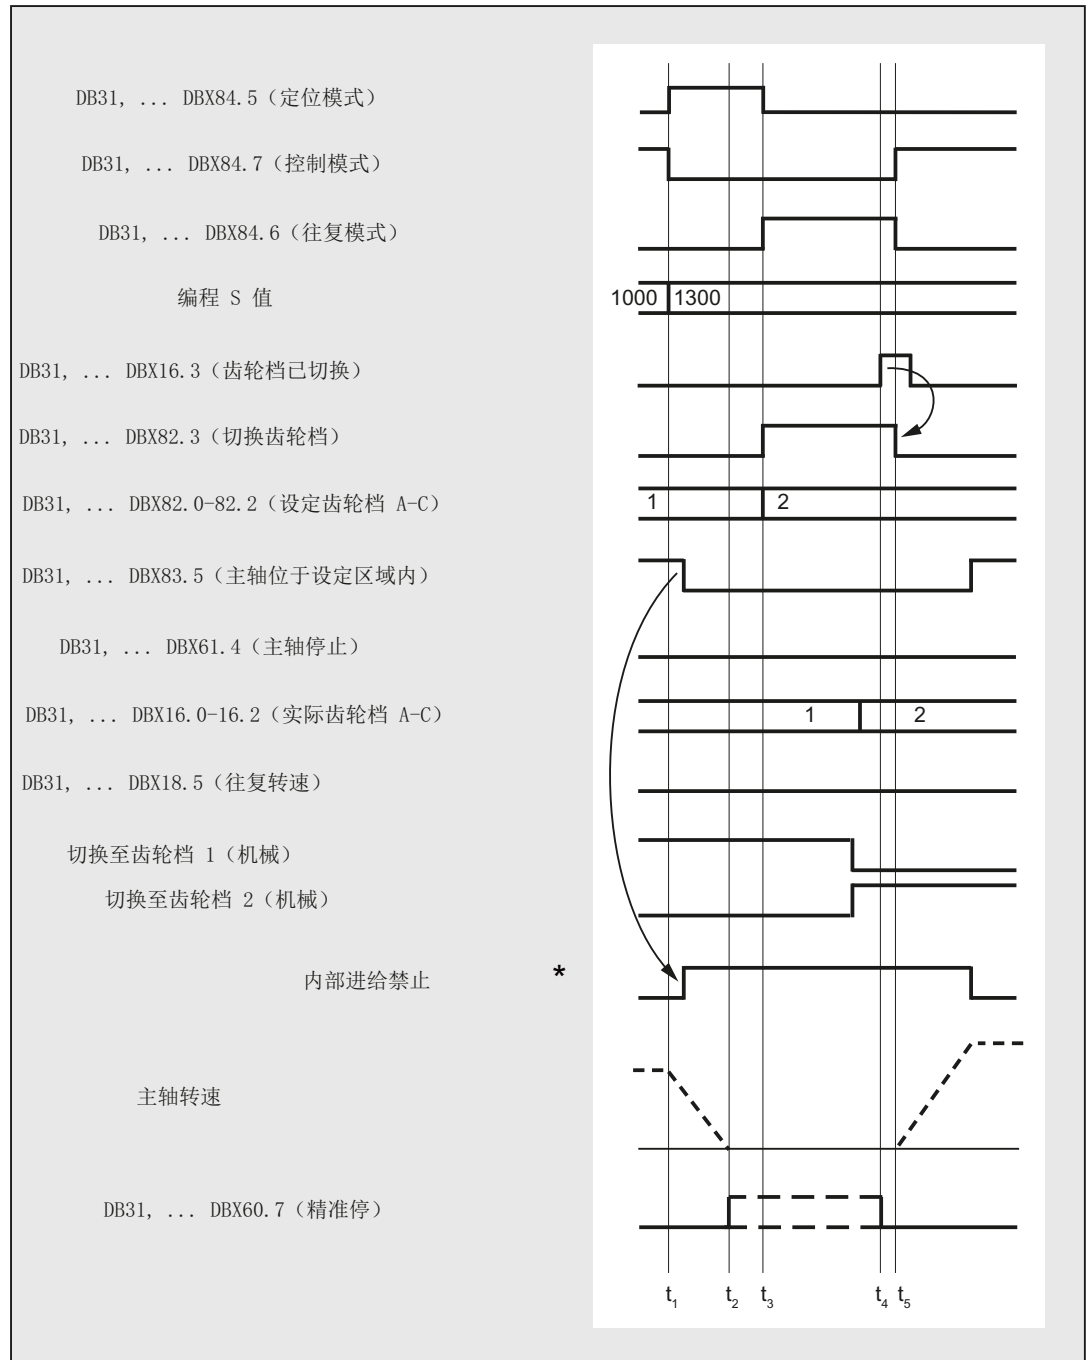 DB31, ... DBX84.5（定位模式）
DB31, ... DBX84.7（控制模式）
DB31, ... DBX84.6（往复模式）
编程 S 值
1000 1300
DB31, ... DBX16.3（齿轮档已切换）
DB31, ... DBX82.3（切换齿轮档）
DB31, ... DBX82.0-82.2（设定齿轮档 A-C）
1 2
DB31, ... DBX83.5（主轴位于设定区域内）
DB31, ... DBX61.4（主轴停止）
DB31, ... DBX16.0-16.2（实际齿轮档 A-C）
1 2
DB31, ... DBX18.5（往复转速）
切换至齿轮档 1（机械）
切换至齿轮档 2（机械）
内部进给禁止 *
主轴转速
DB31, ... DBX60.7（精准停）
t1 t2 t3 t4 t5